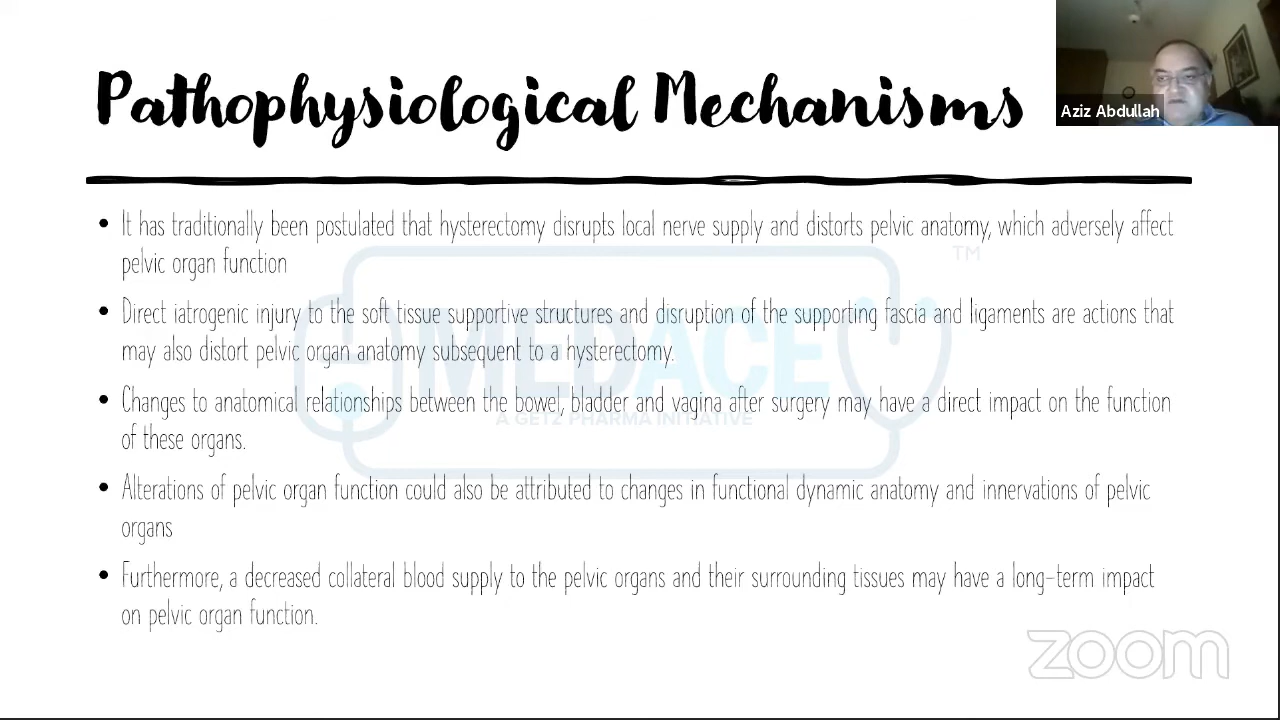 Pathophysiological Mechanisms
Aziz Abdullah
• It has traditionally been postulated that hysterectomy disrupts local nerve supply and distorts pelvic anatomy, which adversely affect
pelvic organ function
TM
• Direct iatrogenic injury to the soft tissue supportive structures and disruption of the supporting fascia and ligaments are actions that
may also distort pelvic organ anatomy subsequent to a hysterectomy.
MEDACE
• Changes to anatomical relationships between the bowel, bladder and vagina after surgery may have a direct impact on the function
A GETZ PHARMA INITIATIVE
of these organs.
• Alterations of pelvic organ function could also be attributed to changes in functional dynamic anatomy and innervations of pelvic
organs
• Furthermore, a decreased collateral blood supply to the pelvic organs and their surrounding tissues may have a long-term impact
on pelvic organ function.
zoom